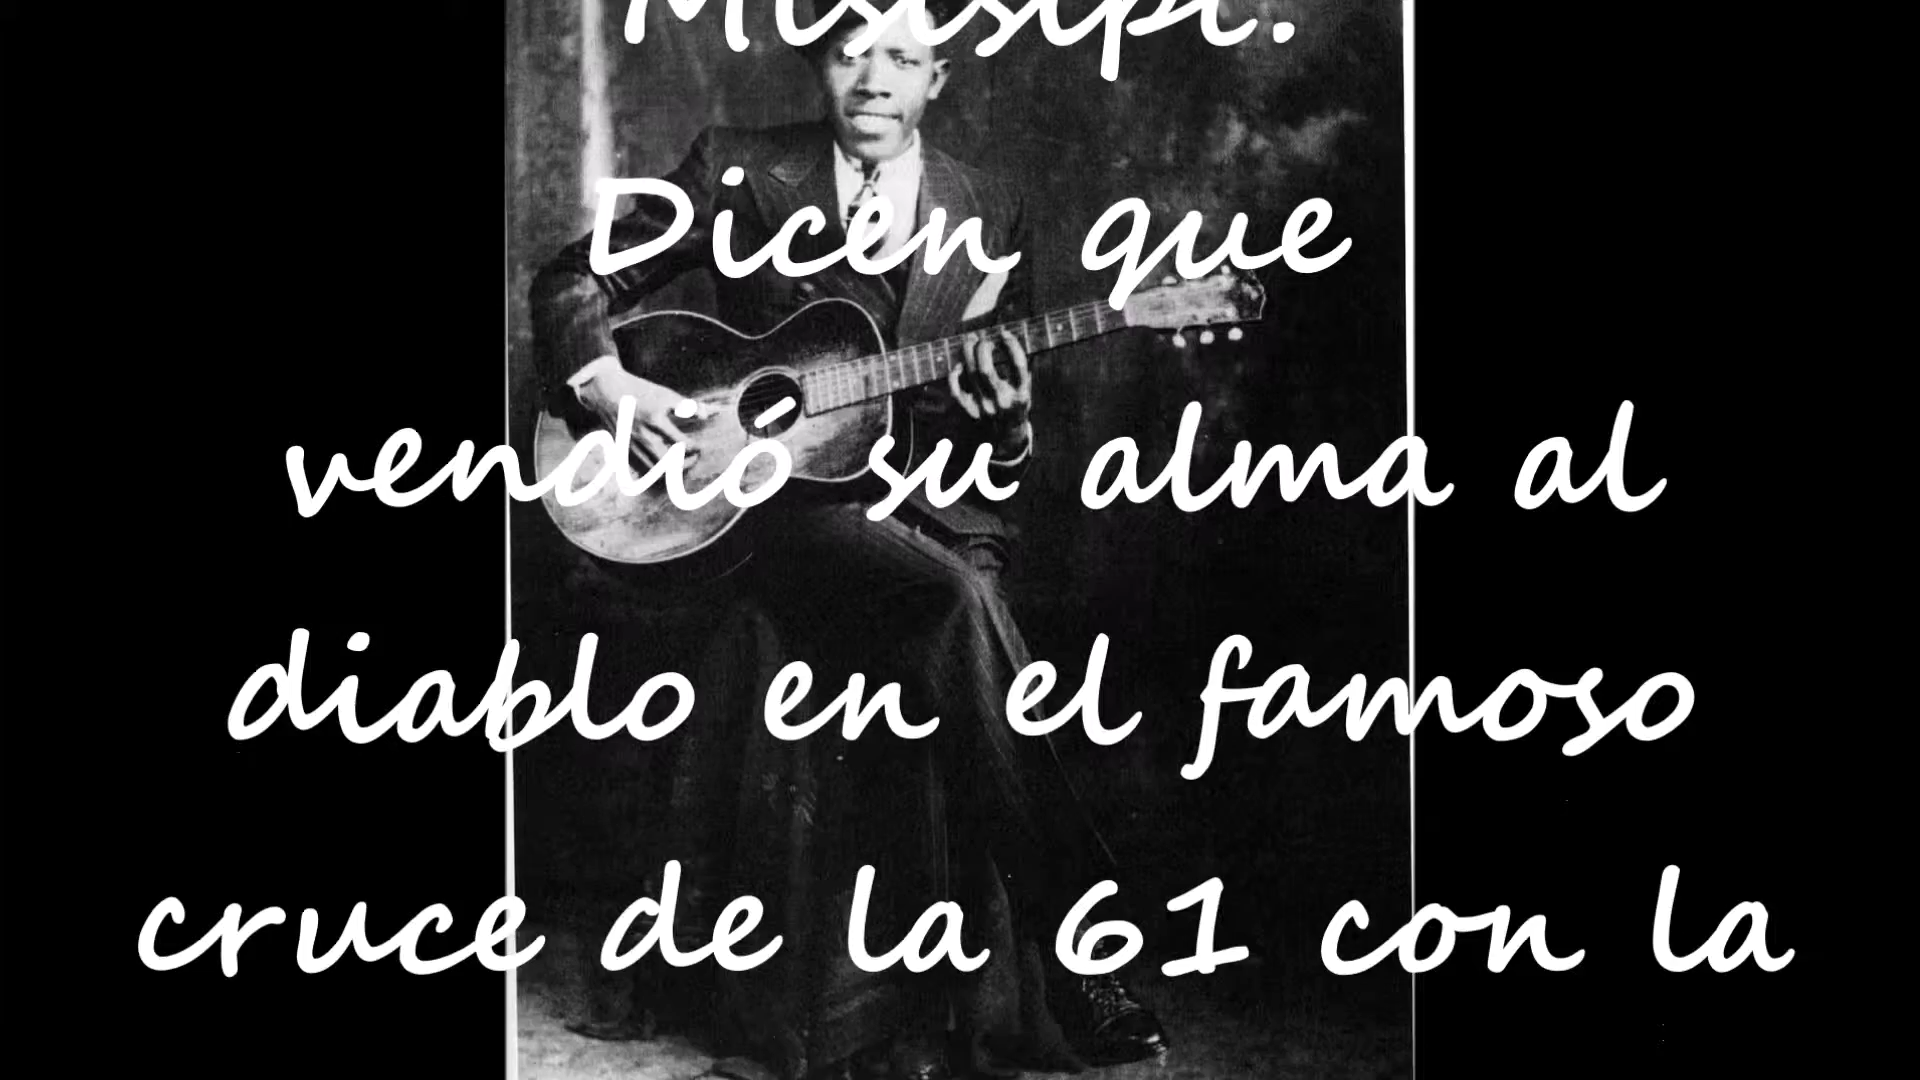 Misisipi.
Dicen que
vendió su alma al
diablo en el famoso
cruce de la 61 con la